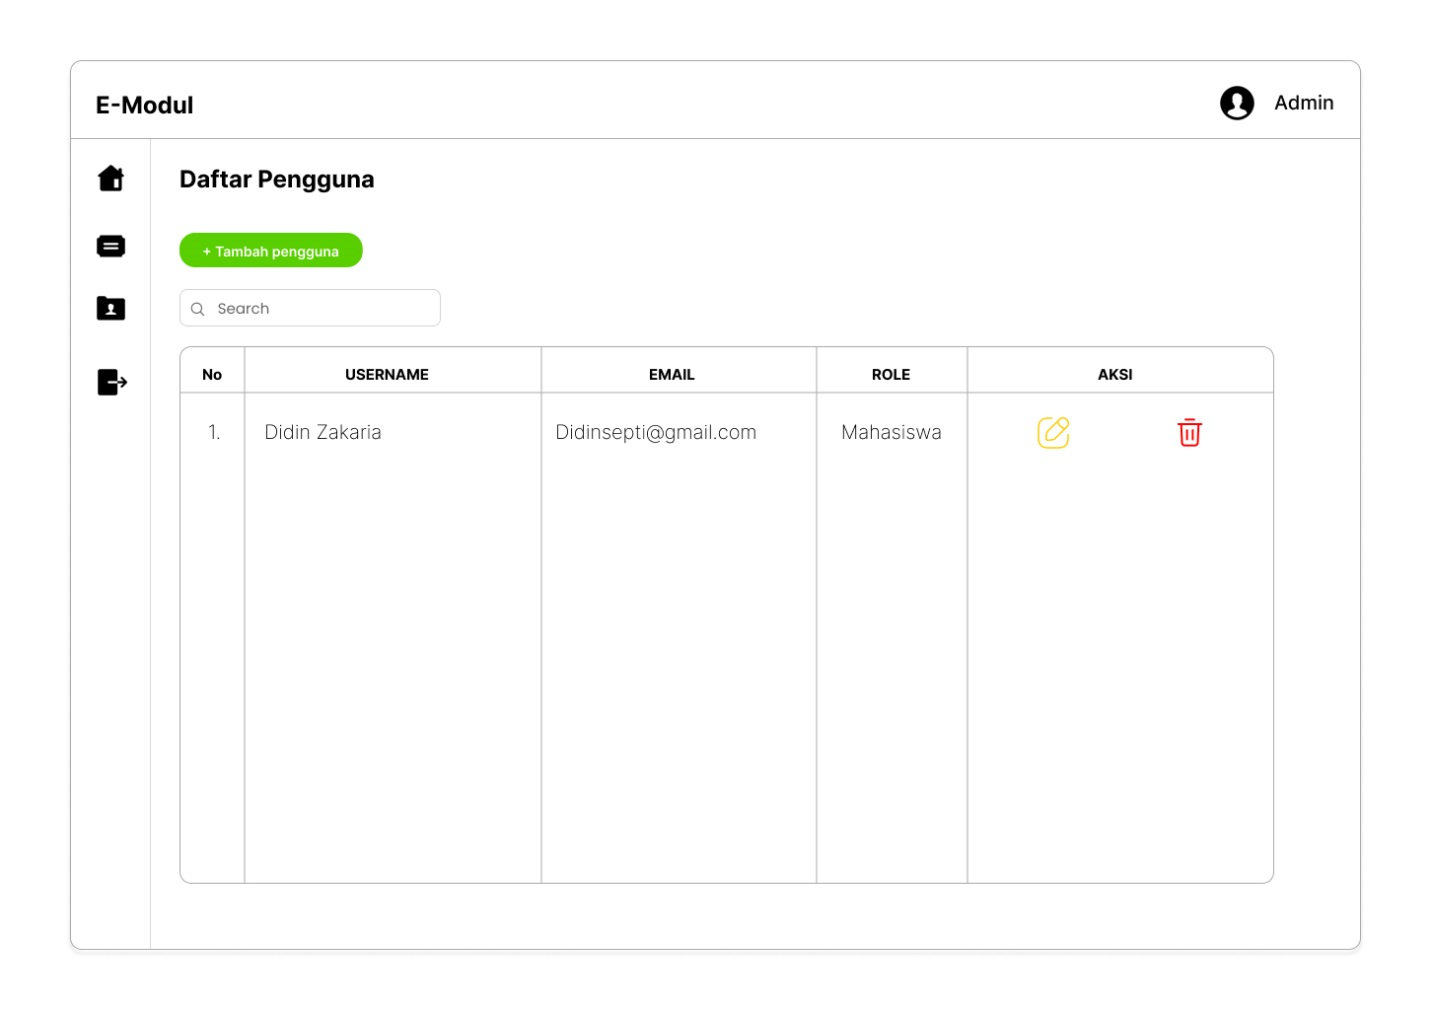 E-Modul
Admin
Daftar Pengguna
+ Tambah pengguna
Search
No USERNAME EMAIL ROLE AKSI
1. Didin Zakaria Didinsepti@gmail.com Mahasiswa